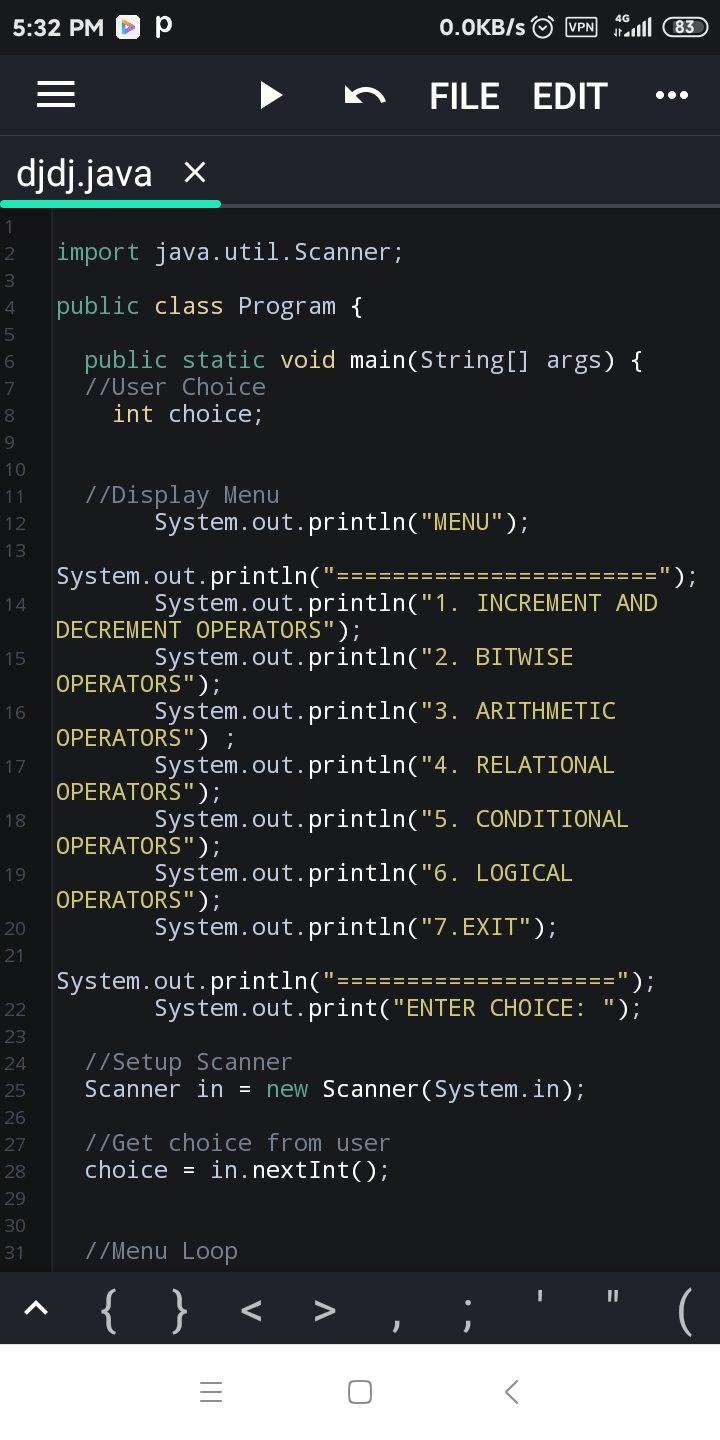 5:32 PM p 0.0KB/s VPN 4G 83
FILE EDIT
djdj.java
1
2 import java.util.Scanner;
3
4 public class Program {
5
6 public static void main(String[] args) {
7 //User Choice
8 int choice;
9
10
11 //Display Menu
12 System.out.println("MENU");
13
System.out.println("=======================");
14 System.out.println("1. INCREMENT AND
DECREMENT OPERATORS");
15 System.out.println("2. BITWISE
OPERATORS");
16 System.out.println("3. ARITHMETIC
OPERATORS") ;
17 System.out.println("4. RELATIONAL
OPERATORS");
18 System.out.println("5. CONDITIONAL
OPERATORS");
19 System.out.println("6. LOGICAL
OPERATORS");
20 System.out.println("7.EXIT");
21
System.out.println("====================");
22 System.out.print("ENTER CHOICE: ");
23
24 //Setup Scanner
25 Scanner in = new Scanner(System.in);
26
27 //Get choice from user
28 choice = in.nextInt();
29
30
31 //Menu Loop
{ } < > , ; ' " (